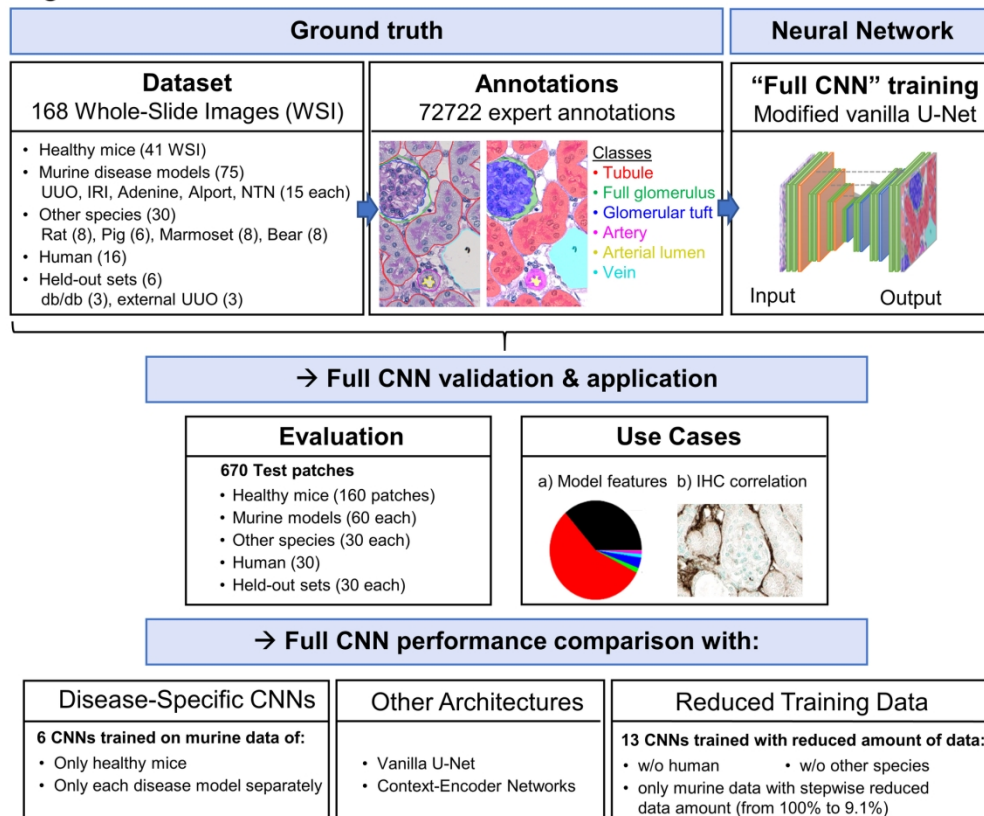 Ground truth
Neural Network
Dataset
168 Whole-Slide Images (WSI)
• Healthy mice (41 WSI)
• Murine disease models (75)
UUO, IRI, Adenine, Alport, NTN (15 each)
• Other species (30)
Rat (8), Pig (6), Marmoset (8), Bear (8)
• Human (16)
• Held-out sets (6)
db/db (3), external UUO (3)
Annotations
72722 expert annotations
Classes
• Tubule
• Full glomerulus
• Glomerular tuft
• Artery
• Arterial lumen
• Vein
“Full CNN” training
Modified vanilla U-Net
Input
Output
→ Full CNN validation & application
Evaluation
670 Test patches
• Healthy mice (160 patches)
• Murine models (60 each)
• Other species (30 each)
• Human (30)
• Held-out sets (30 each)
Use Cases
a) Model features
b) IHC correlation
→ Full CNN performance comparison with:
Disease-Specific CNNs
6 CNNs trained on murine data of:
• Only healthy mice
• Only each disease model separately
Other Architectures
• Vanilla U-Net
• Context-Encoder Networks
Reduced Training Data
13 CNNs trained with reduced amount of data:
• w/o human • w/o other species
• only murine data with stepwise reduced
data amount (from 100% to 9.1%)